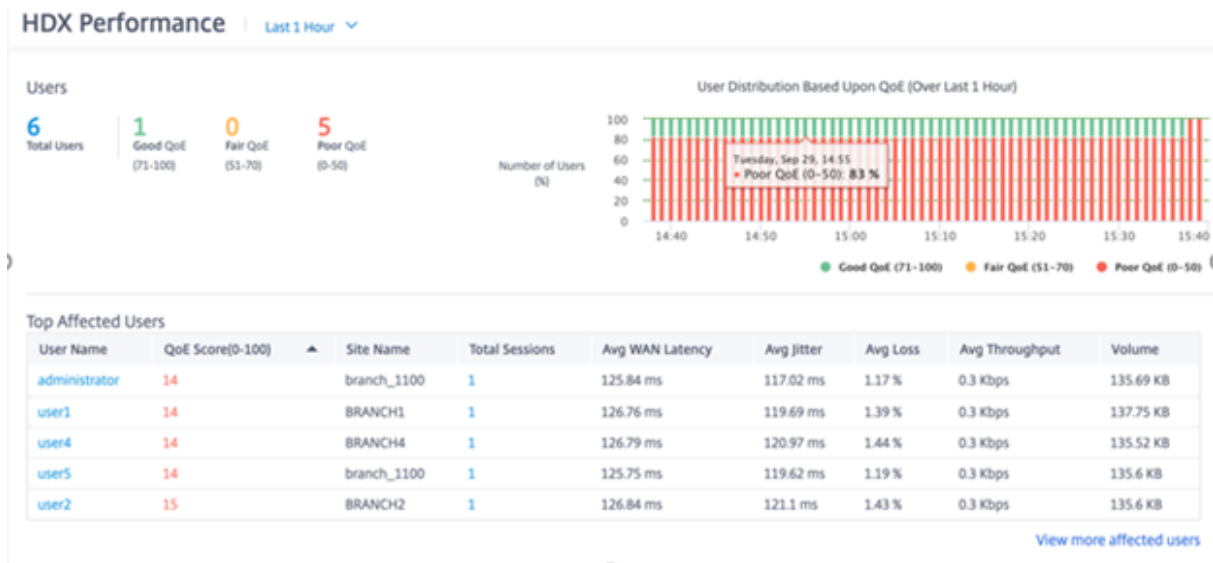 HDX Performance Last 1 Hour
Users
6
Total Users
1
Good QoE
(71-100)
0
Fair QoE
(51-70)
5
Poor QoE
(0-50)
User Distribution Based Upon QoE (Over Last 1 Hour)
Number of Users
(%)
100
80
60
40
20
0
Tuesday, Sep 29, 14:55
Poor QoE (0-50): 83 %
14:40 14:50 15:00 15:10 15:20 15:30 15:40
Good QoE (71-100) Fair QoE (51-70) Poor QoE (0-50)
Top Affected Users
User Name QoE Score(0-100) Site Name Total Sessions Avg WAN Latency Avg Jitter Avg Loss Avg Throughput Volume
administrator 14 branch_1100 1 125.84 ms 117.02 ms 1.17 % 0.3 Kbps 135.69 KB
user1 14 BRANCH1 1 126.76 ms 119.69 ms 1.39 % 0.3 Kbps 137.75 KB
user4 14 BRANCH4 1 126.79 ms 120.97 ms 1.44 % 0.3 Kbps 135.52 KB
user5 14 branch_1100 1 125.75 ms 119.62 ms 1.19 % 0.3 Kbps 135.6 KB
user2 15 BRANCH2 1 126.84 ms 121.1 ms 1.43 % 0.3 Kbps 135.6 KB
View more affected users